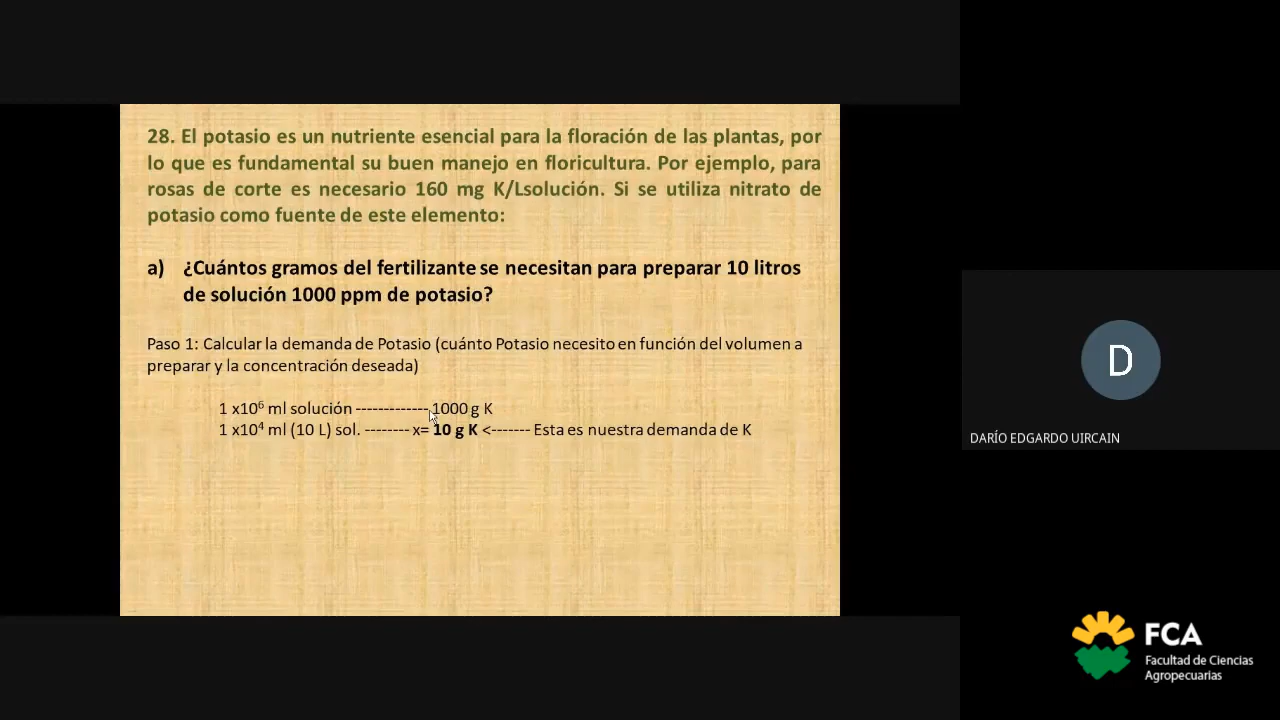 28. El potasio es un nutriente esencial para la floración de las plantas, por
lo que es fundamental su buen manejo en floricultura. Por ejemplo, para
rosas de corte es necesario 160 mg K/Lsolución. Si se utiliza nitrato de
potasio como fuente de este elemento:
a) ¿Cuántos gramos del fertilizante se necesitan para preparar 10 litros
de solución 1000 ppm de potasio?
Paso 1: Calcular la demanda de Potasio (cuánto Potasio necesito en función del volumen a
preparar y la concentración deseada)
1 x10⁶ ml solución ------------- 1000 g K
1 x10⁴ ml (10 L) sol. -------- x= 10 g K <------- Esta es nuestra demanda de K
D
DARÍO EDGARDO UIRCAIN
FCA
Facultad de Ciencias
Agropecuarias